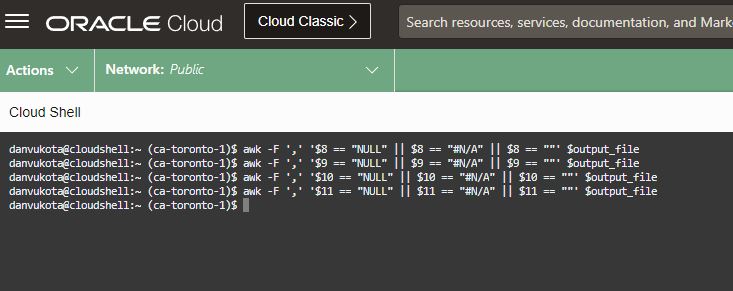 ORACLE Cloud Cloud Classic > Search resources, services, documentation, and Mark
Actions Network: Public
Cloud Shell
danvukota@cloudshell:~ (ca-toronto-1)$ awk -F ',' '$8 == "NULL" || $8 == "#N/A" || $8 == ""' $output_file
danvukota@cloudshell:~ (ca-toronto-1)$ awk -F ',' '$9 == "NULL" || $9 == "#N/A" || $9 == ""' $output_file
danvukota@cloudshell:~ (ca-toronto-1)$ awk -F ',' '$10 == "NULL" || $10 == "#N/A" || $10 == ""' $output_file
danvukota@cloudshell:~ (ca-toronto-1)$ awk -F ',' '$11 == "NULL" || $11 == "#N/A" || $11 == ""' $output_file
danvukota@cloudshell:~ (ca-toronto-1)$